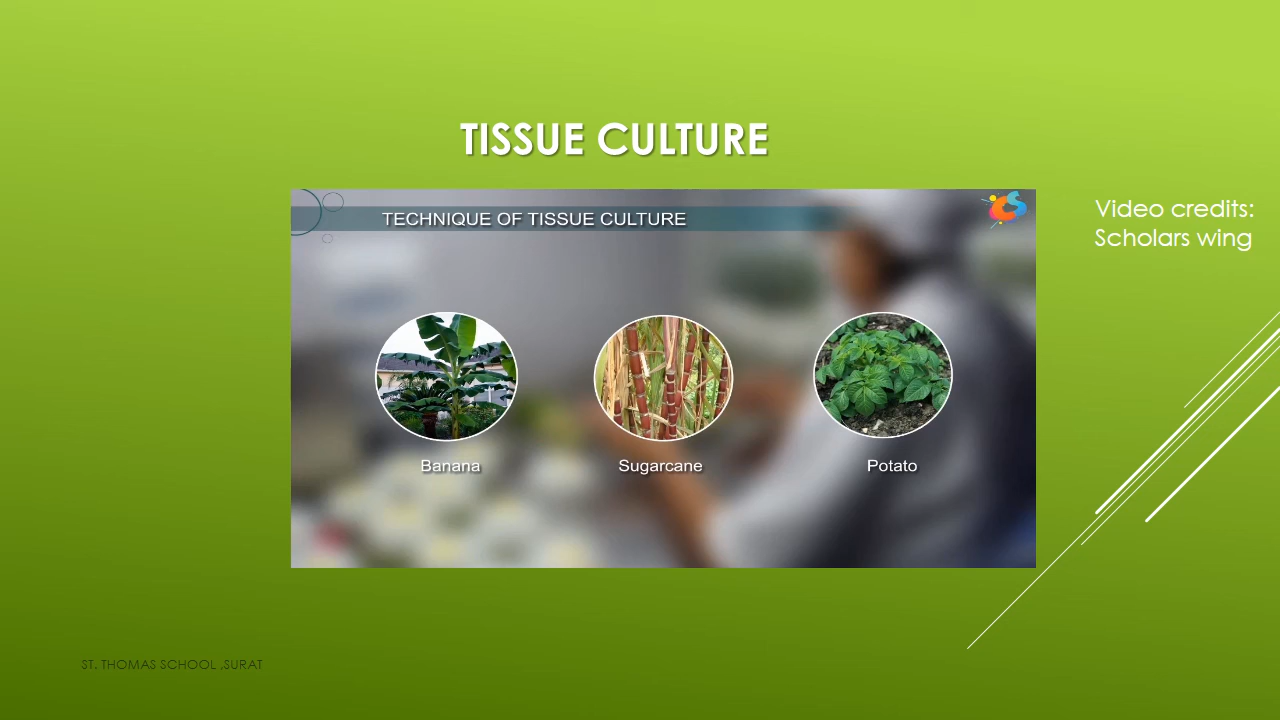 TISSUE CULTURE
TECHNIQUE OF TISSUE CULTURE
Video credits:
Scholars wing
Banana
Sugarcane
Potato
ST. THOMAS SCHOOL ,SURAT